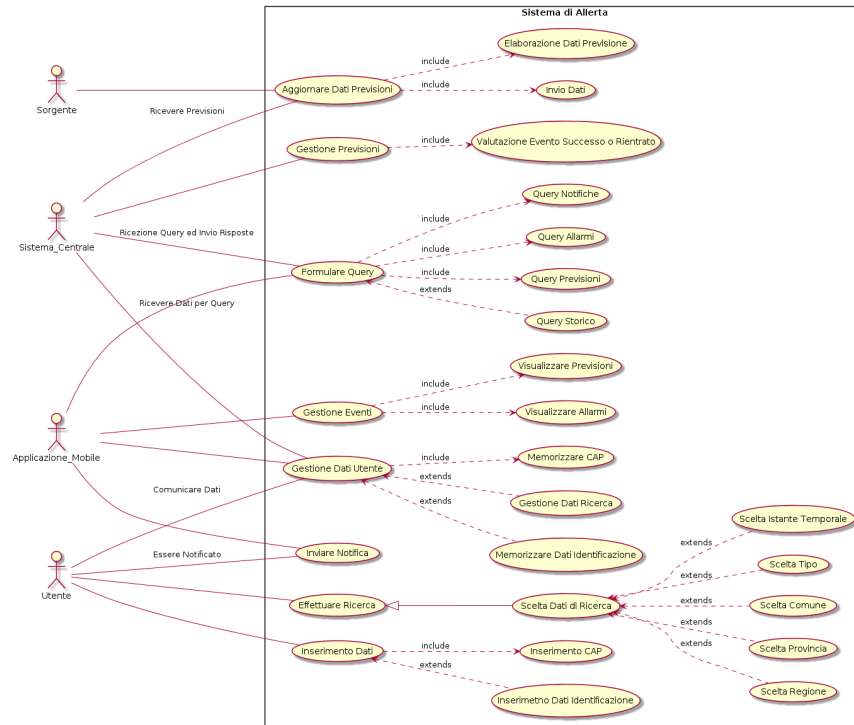 Sistema di Allerta
Elaborazione Dati Previsione
include
Sorgente
Aggiornare Dati Previsioni
include
Invio Dati
Ricevere Previsioni
Gestione Previsioni
include
Valutazione Evento Successo o Rientrato
Query Notifiche
include
Sistema_Centrale
Ricezione Query ed Invio Risposte
Query Allarmi
include
Formulare Query
include
Query Previsioni
extends
Ricevere Dati per Query
Query Storico
Visualizzare Previsioni
include
Gestione Eventi
include
Visualizzare Allarmi
Applicazione_Mobile
Gestione Dati Utente
include
Memorizzare CAP
extends
Comunicare Dati
extends
Gestione Dati Ricerca
Scelta Istante Temporale
Essere Notificato
Inviare Notifica
Memorizzare Dati Identificazione
extends
Scelta Tipo
extends
Utente
Effettuare Ricerca
Scelta Dati di Ricerca
extends
Scelta Comune
extends
Inserimento Dati
include
Inserimento CAP
extends
Scelta Provincia
extends
Inserimetno Dati Identificazione
Scelta Regione